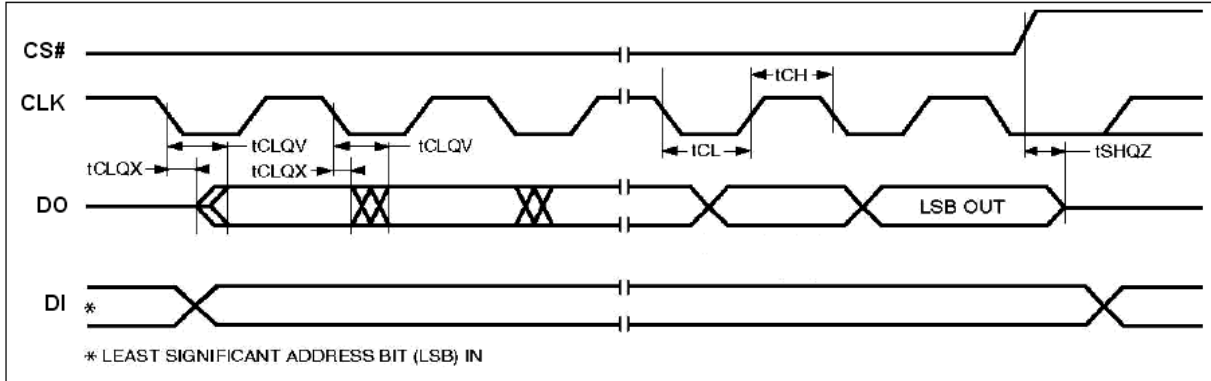 CS#
tCH
CLK
tCLQV
tCLQV
tCL
tSHQZ
tCLQX
tCLQX
DO
LSB OUT
DI
*
* LEAST SIGNIFICANT ADDRESS BIT (LSB) IN